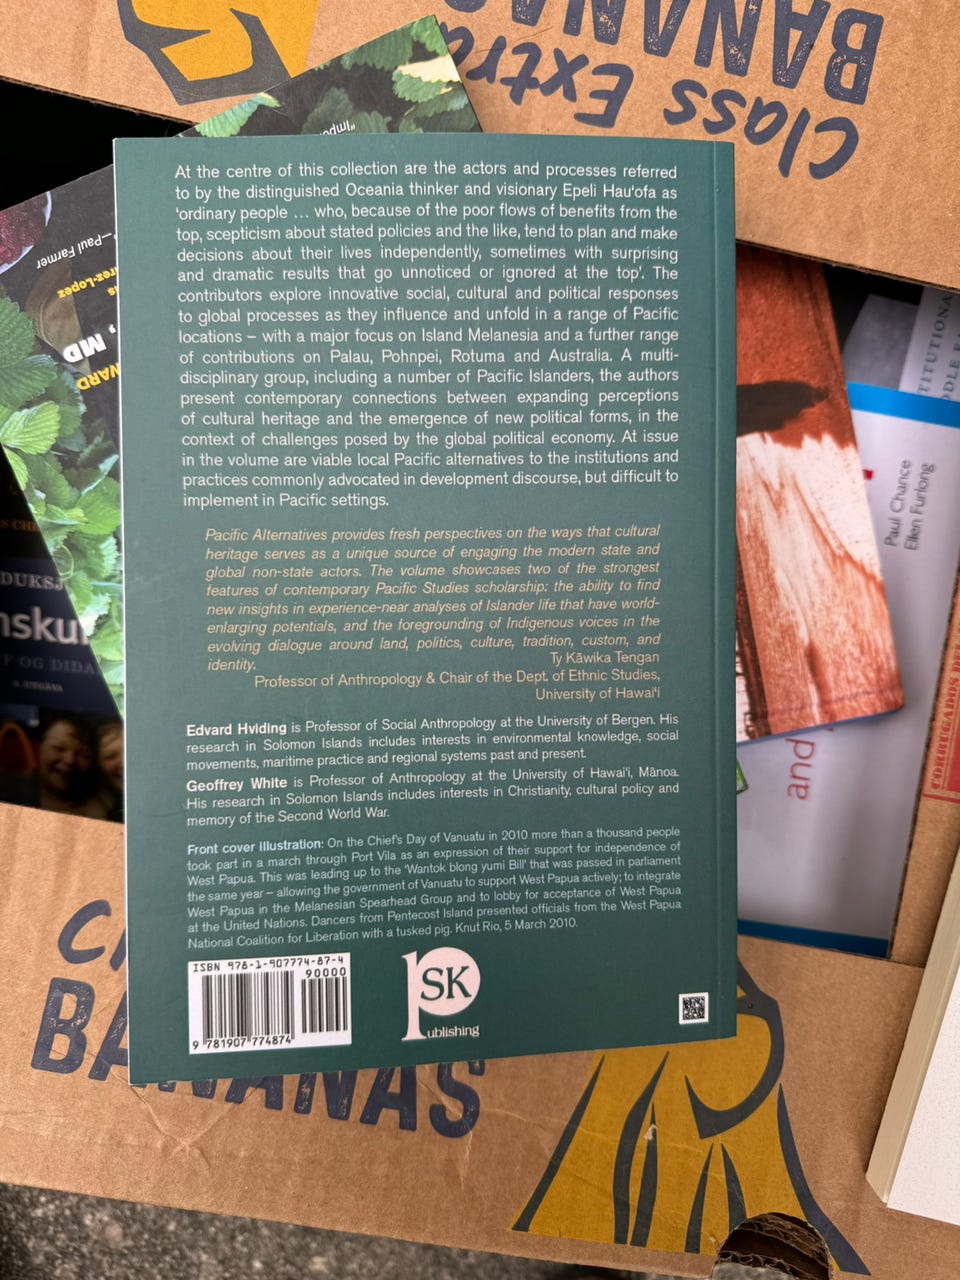 Class Extra
BANANAS
"Impe
"—Paul Farmer
rez-Lopez
, MD
WARD
At the centre of this collection are the actors and processes referred
to by the distinguished Oceania thinker and visionary Epeli Hau‘ofa as
‘ordinary people … who, because of the poor flows of benefits from the
top, scepticism about stated policies and the like, tend to plan and make
decisions about their lives independently, sometimes with surprising
and dramatic results that go unnoticed or ignored at the top’. The
contributors explore innovative social, cultural and political responses
to global processes as they influence and unfold in a range of Pacific
locations – with a major focus on Island Melanesia and a further range
of contributions on Palau, Pohnpei, Rotuma and Australia. A multi-
disciplinary group, including a number of Pacific Islanders, the authors
present contemporary connections between expanding perceptions
of cultural heritage and the emergence of new political forms, in the
context of challenges posed by the global political economy. At issue
in the volume are viable local Pacific alternatives to the institutions and
practices commonly advocated in development discourse, but difficult to
implement in Pacific settings.
Pacific Alternatives provides fresh perspectives on the ways that cultural
heritage serves as a unique source of engaging the modern state and
global non-state actors. The volume showcases two of the strongest
features of contemporary Pacific Studies scholarship: the ability to find
new insights in experience-near analyses of Islander life that have world-
enlarging potentials, and the foregrounding of Indigenous voices in the
evolving dialogue around land, politics, culture, tradition, custom, and
identity.
Ty Kāwika Tengan
Professor of Anthropology & Chair of the Dept. of Ethnic Studies,
University of Hawai‘i
Edvard Hviding is Professor of Social Anthropology at the University of Bergen. His
research in Solomon Islands includes interests in environmental knowledge, social
movements, maritime practice and regional systems past and present.
Geoffrey White is Professor of Anthropology at the University of Hawai‘i, Mānoa.
His research in Solomon Islands includes interests in Christianity, cultural policy and
memory of the Second World War.
Front cover illustration: On the Chief's Day of Vanuatu in 2010 more than a thousand people
took part in a march through Port Vila as an expression of their support for independence of
West Papua. This was leading up to the ‘Wantok blong yumi Bill’ that was passed in parliament
the same year – allowing the government of Vanuatu to support West Papua actively; to integrate
West Papua in the Melanesian Spearhead Group and to lobby for acceptance of West Papua
at the United Nations. Dancers from Pentecost Island presented officials from the West Papua
National Coalition for Liberation with a tusked pig. Knut Rio, 5 March 2010.
ISBN 978-1-907774-87-4
90000
9 781907 774874
SK
Publishing
Paul Chance
Ellen Furlong
and
TITUTIONA
DDLE EA
CORRUGADOS DEL
DUKSJ
nskun
F OG DIDA
BANANAS